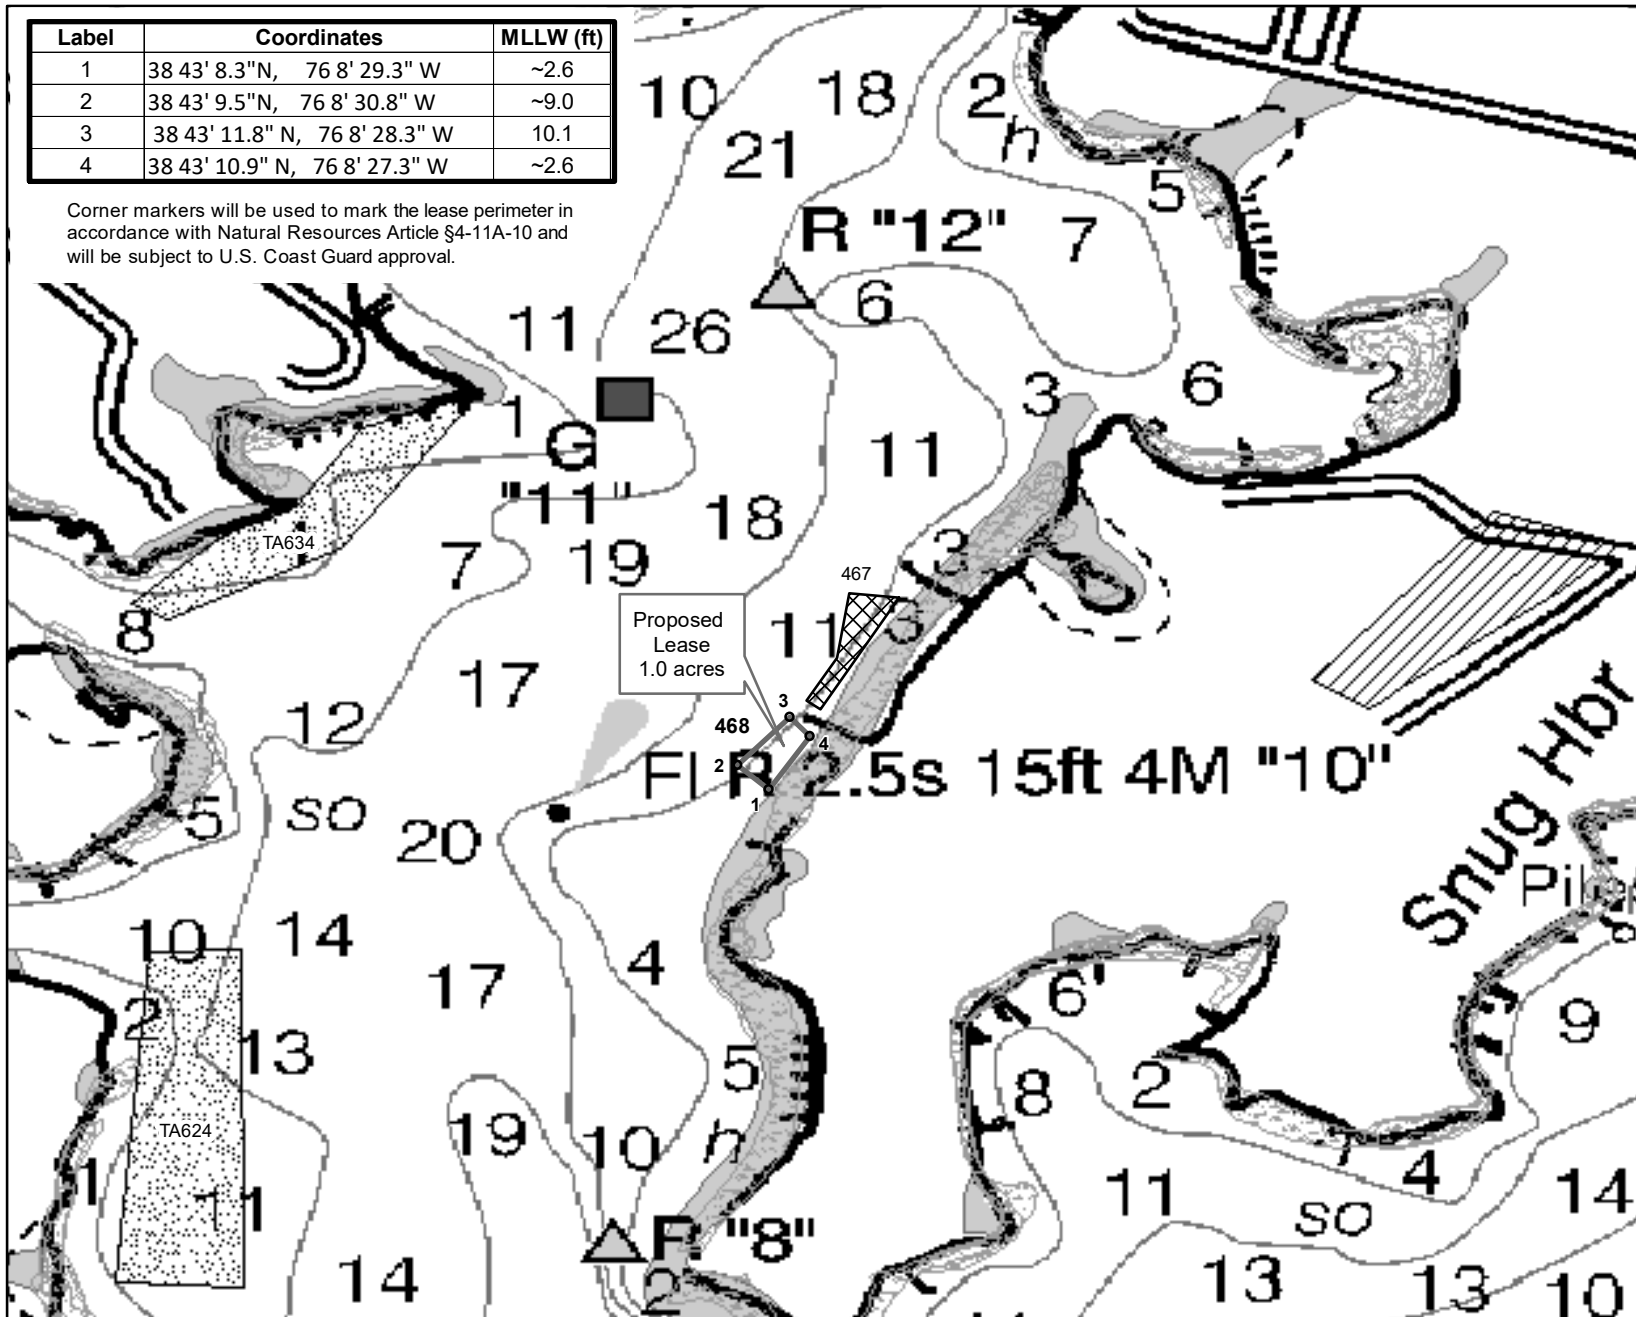 Label Coordinates MLLW (ft)
1 38 43' 8.3"N, 76 8' 29.3" W ~2.6
2 38 43' 9.5"N, 76 8' 30.8" W ~9.0
3 38 43' 11.8" N, 76 8' 28.3" W 10.1
4 38 43' 10.9" N, 76 8' 27.3" W ~2.6
Corner markers will be used to mark the lease perimeter in
accordance with Natural Resources Article §4-11A-10 and
will be subject to U.S. Coast Guard approval.
10 18 2
h
21
5
R "12" 7
6
11 26
3 6 2
1 G
"11"
11
18
TA634
7 19 3
467
8
Proposed
Lease
1.0 acres
11 3
17
12
3
468
4
2
Fl R 2.5s 15ft 4M "10"
1
Snug Hbr
5 so 20
10 14 4
17 6
2 13 5 9
8 2
TA624
19 10 h
1 11 11 4 14
so
R "8"
14 2 13 13 10